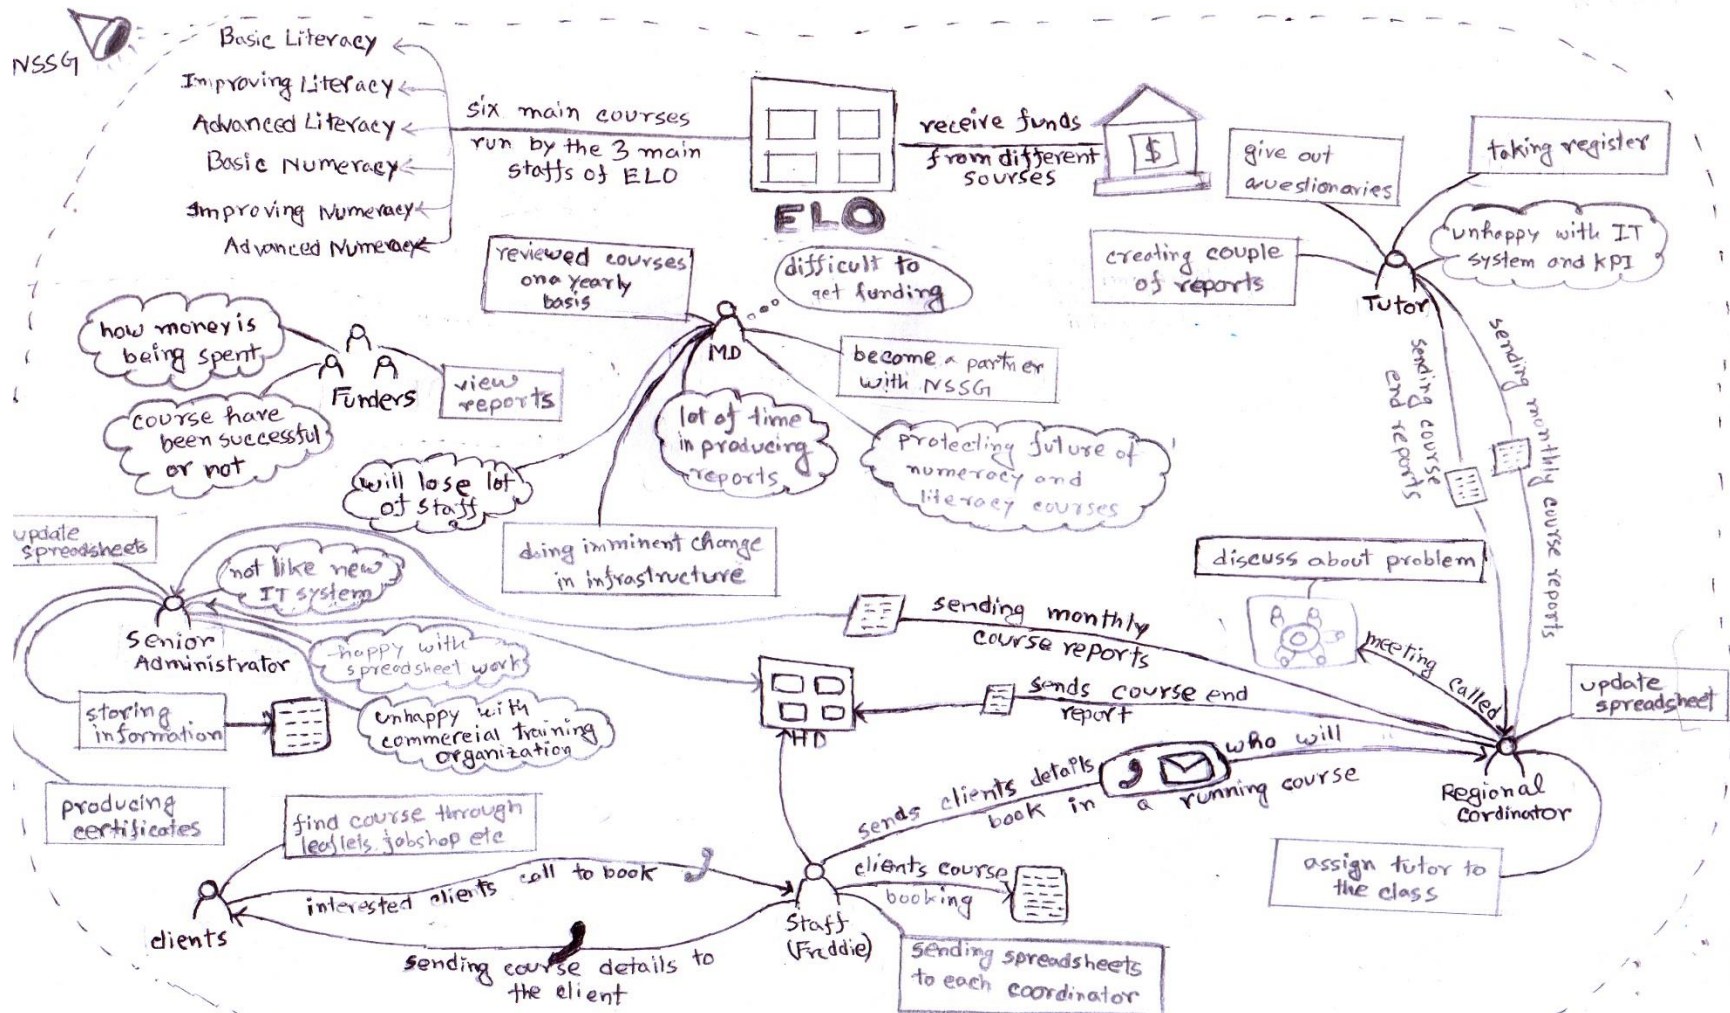 NSSG
Basic Literacy
Improving Literacy
Advanced Literacy
Basic Numeracy
Improving Numeracy
Advanced Numeracy
six main courses
run by the 3 main
staffs of ELO
ELO
receive funds
from different
sourses
$
give out
questionaries
taking register
creating couple
of reports
unhappy with IT
system and KPI
Tutor
reviewed courses
on a yearly
basis
difficult to
get funding
MD
become a partner
with NSSG
how money is
being spent
course have
been successful
or not
Funders
view
reports
will lose lot
of staff
lot of time
in producing
reports
protecting future of
numeracy and
literacy courses
doing imminent change
in infrastructure
sending course
end reports
sending monthly course reports
update
spreadsheets
not like new
IT system
Senior
Administrator
happy with
spreadsheet work
unhappy with
commercial training
organization
storing
information
producing
certificates
sending monthly
course reports
sends course end
report
HD
discuss about problem
meeting called
update
spreadsheet
Regional
Cordinator
assign tutor to
the class
sends clients details who will
book in a running course
find course through
leaflets, jobshop etc
interested clients call to book
clients
sending course details to
the client
Staff
(Freddie)
clients course
booking
sending spreadsheets
to each coordinator